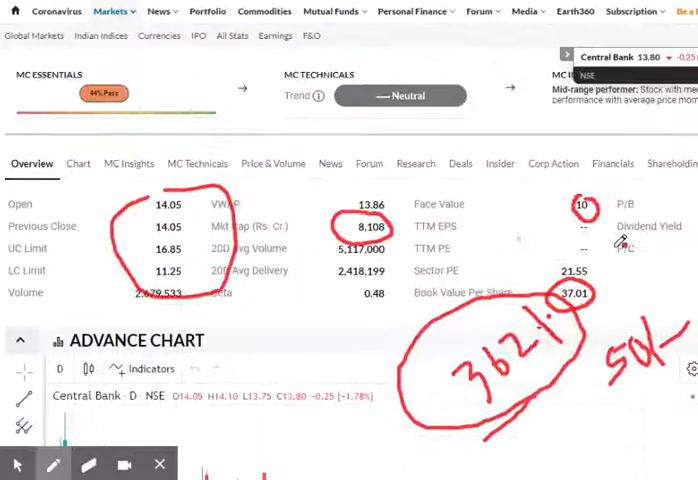 Coronavirus Markets News Portfolio Commodities Mutual Funds Personal Finance Forum Media Earth360 Subscription Be a
Global Markets Indian Indices Currencies IPO All Stats Earnings F&O
Central Bank 13.80 -0.25
NSE
MC ESSENTIALS MC TECHNICALS
44% Pass
Trend Neutral
Mid-range performer: Stock with
performance with average price
Overview Chart MC Insights MC Technicals Price & Volume News Forum Research Deals Insider Corp Action Financials Shareholding
Open 14.05 VWAP 13.86 Face Value 10 P/B
Previous Close 14.05 Mkt Cap (Rs. Cr.) 8,108 TTM EPS -- Dividend Yield
UC Limit 16.85 20D Avg Volume 5,117,000 TTM PE -- P/C
LC Limit 11.25 20D Avg Delivery 2,418,199 Sector PE 21.55
Volume 2,679,533 Beta 0.48 Book Value Per Share 37.01
ADVANCE CHART
3621.
50/-
D Indicators
Central Bank · D · NSE O14.05 H14.10 L13.75 C13.80 -0.25 (-1.78%)